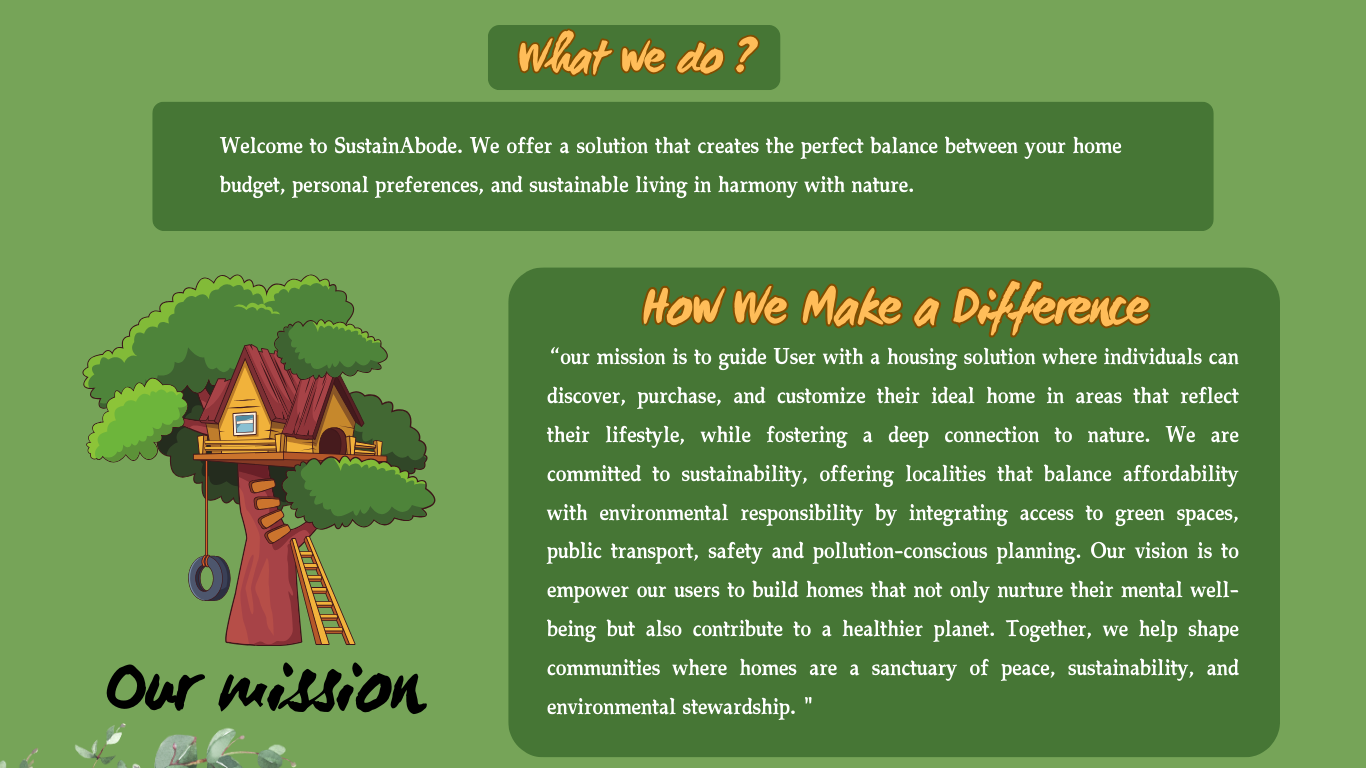 What we do ?
Welcome to SustainAbode. We offer a solution that creates the perfect balance between your home
budget, personal preferences, and sustainable living in harmony with nature.
How We Make a Difference
“our mission is to guide User with a housing solution where individuals can
discover, purchase, and customize their ideal home in areas that reflect
their lifestyle, while fostering a deep connection to nature. We are
committed to sustainability, offering localities that balance affordability
with environmental responsibility by integrating access to green spaces,
public transport, safety and pollution-conscious planning. Our vision is to
empower our users to build homes that not only nurture their mental well-
being but also contribute to a healthier planet. Together, we help shape
communities where homes are a sanctuary of peace, sustainability, and
environmental stewardship. "
Our mission